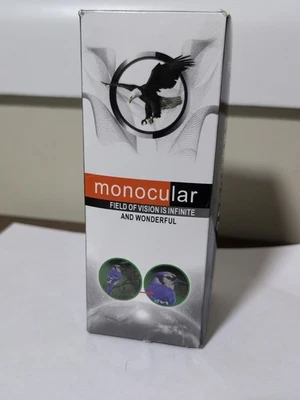 monocular
FIELD OF VISION IS INFINITE
AND WONDERFUL